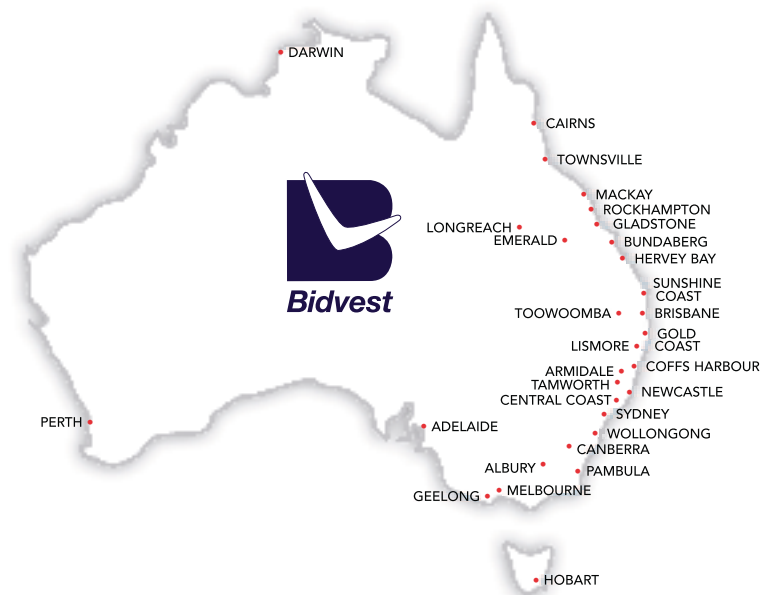 DARWIN
CAIRNS
TOWNSVILLE
MACKAY
ROCKHAMPTON
GLADSTONE
LONGREACH
EMERALD
BUNDABERG
HERVEY BAY
SUNSHINE
COAST
Bidvest
TOOWOOMBA
BRISBANE
GOLD
COAST
LISMORE
COFFS HARBOUR
ARMIDALE
TAMWORTH
NEWCASTLE
CENTRAL COAST
SYDNEY
PERTH
ADELAIDE
WOLLONGONG
CANBERRA
ALBURY
PAMBULA
MELBOURNE
GEELONG
HOBART